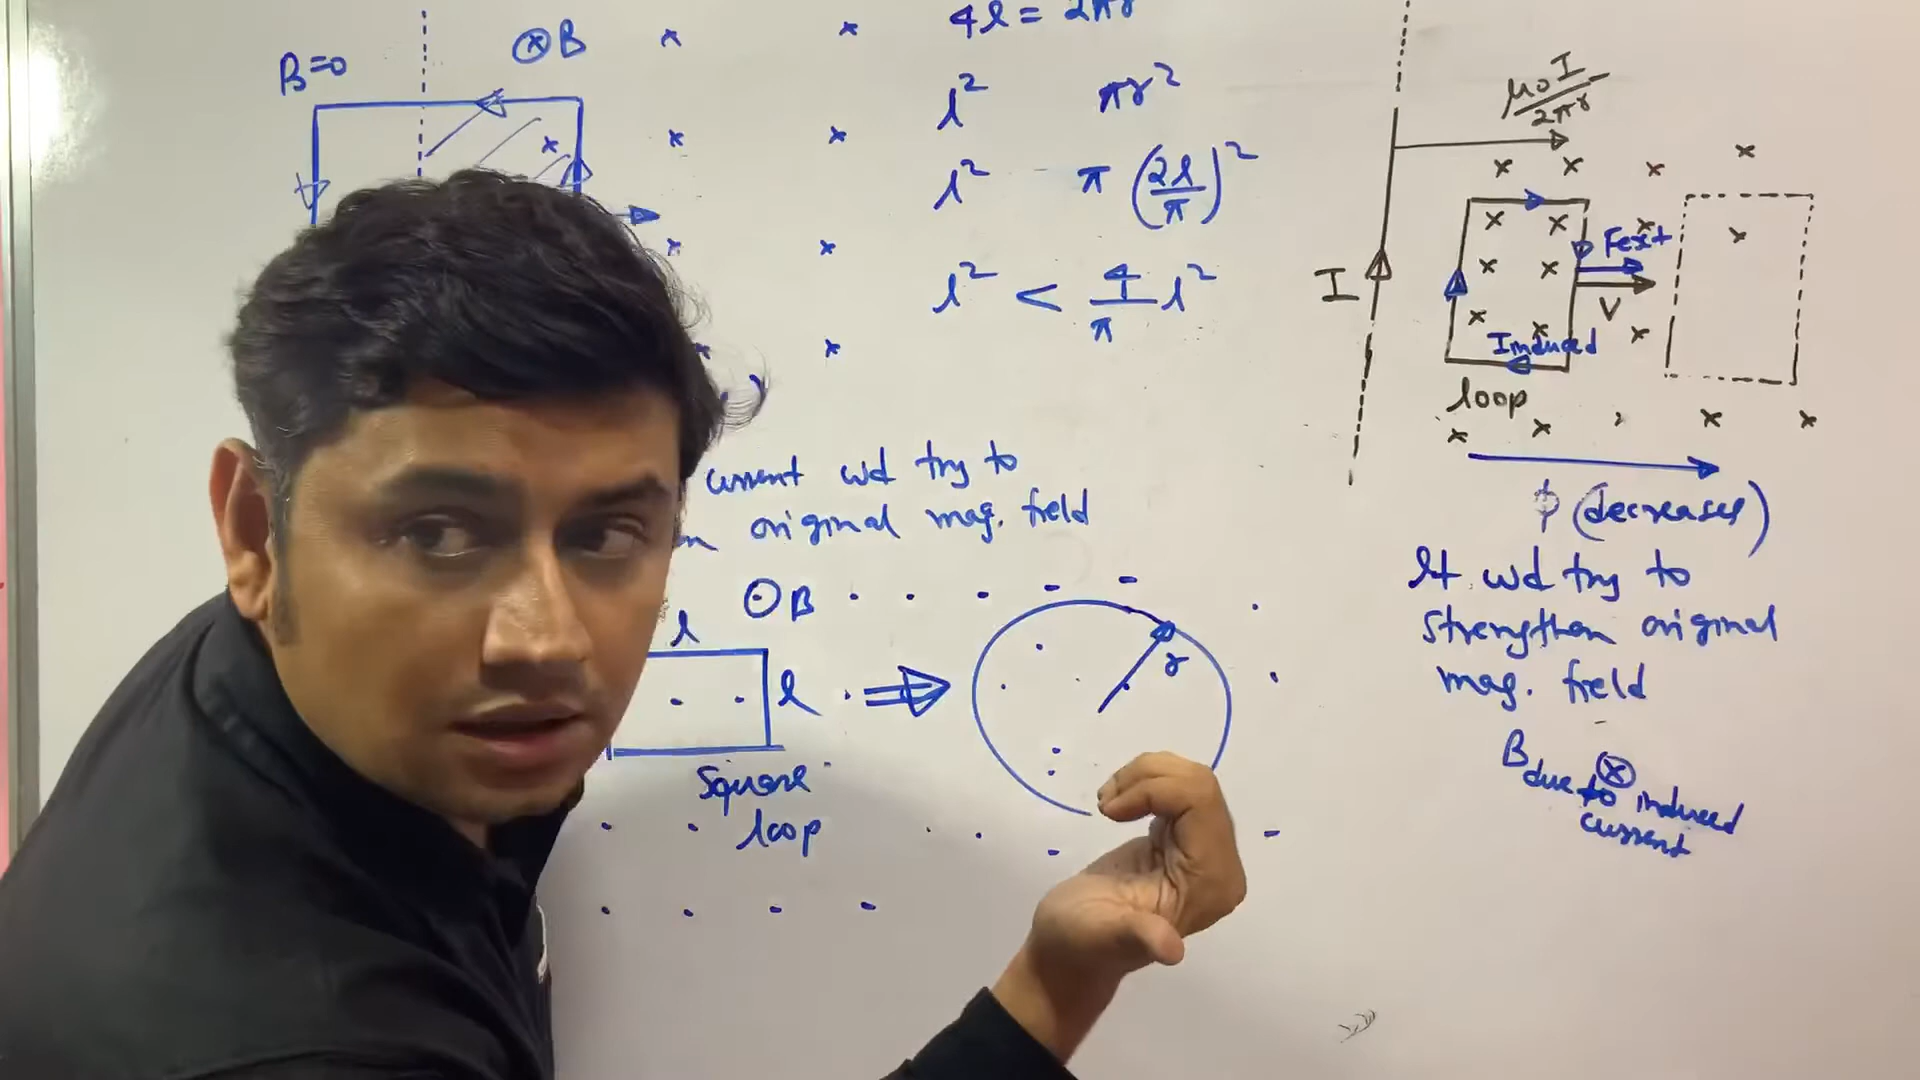 B=0
⊗B
4l = 2πr
l² πr²
l² π (2l/π)²
l² < 4/π l²
current wd try to
original mag. field
⊙B
l
l
r
Square
loop
μ0 I/2πr
I
Fext
V
Induced
loop
ϕ (decreases)
It wd try to
strengthen original
mag. field
B due to induced
current
⊗